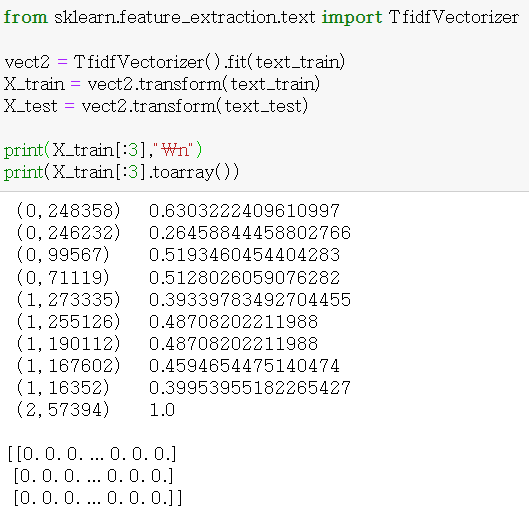 from sklearn.feature_extraction.text import TfidfVectorizer
vect2 = TfidfVectorizer().fit(text_train)
X_train = vect2.transform(text_train)
X_test = vect2.transform(text_test)
print(X_train[:3],"₩n")
print(X_train[:3].toarray())
(0, 248358) 0.6303222409610997
(0, 246232) 0.26458844458802766
(0, 99567) 0.5193460454404283
(0, 71119) 0.5128026059076282
(1, 273335) 0.39339783492704455
(1, 255126) 0.48708202211988
(1, 190112) 0.48708202211988
(1, 167602) 0.4594654475140474
(1, 16352) 0.39953955182265427
(2, 57394) 1.0
[[0. 0. 0. ... 0. 0. 0.]
[0. 0. 0. ... 0. 0. 0.]
[0. 0. 0. ... 0. 0. 0.]]